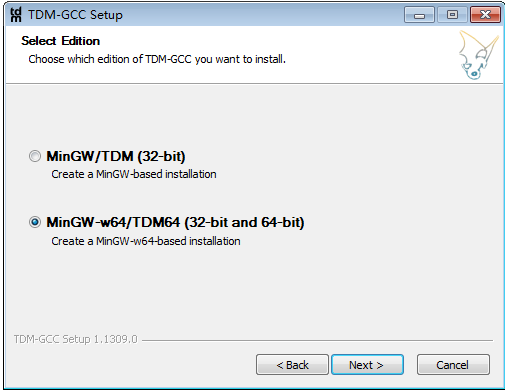 tdm TDM-GCC Setup
Select Edition
Choose which edition of TDM-GCC you want to install.
MinGW/TDM (32-bit)
Create a MinGW-based installation
MinGW-w64/TDM64 (32-bit and 64-bit)
Create a MinGW-w64-based installation
TDM-GCC Setup 1.1309.0
< Back Next > Cancel